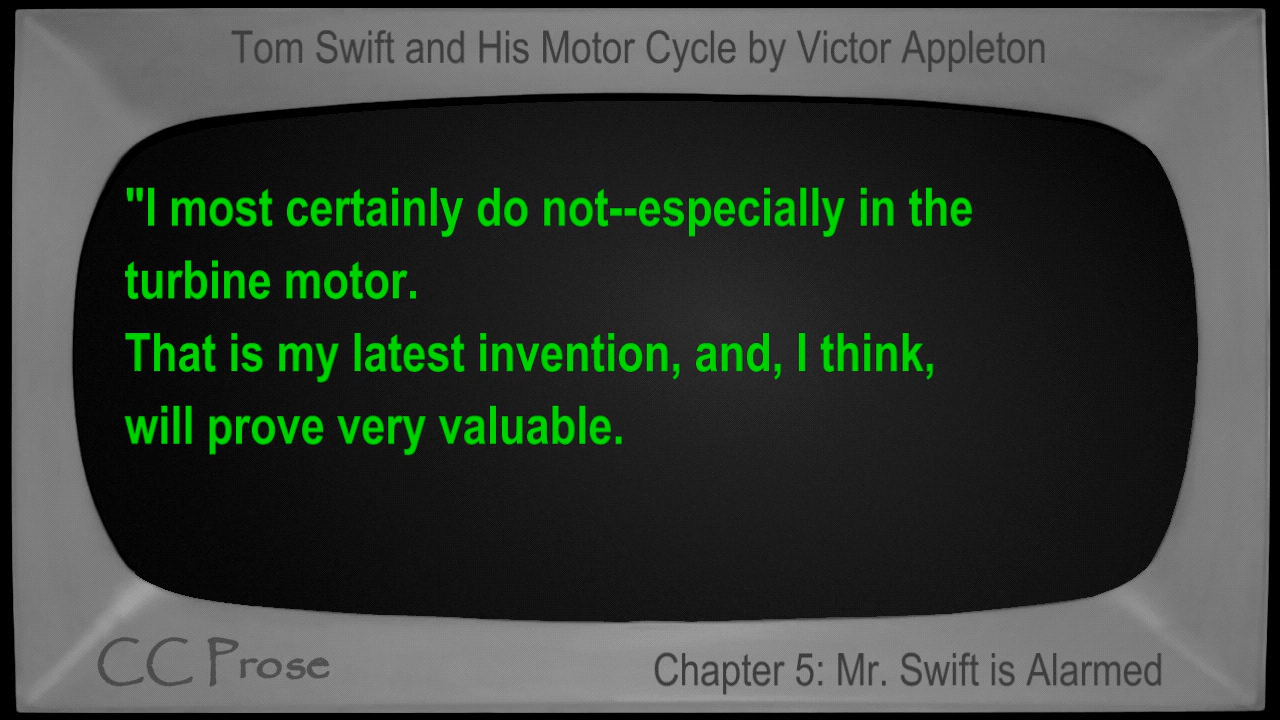 Tom Swift and His Motor Cycle by Victor Appleton
"I most certainly do not--especially in the
turbine motor.
That is my latest invention, and, I think,
will prove very valuable.
CC Prose
Chapter 5: Mr. Swift is Alarmed